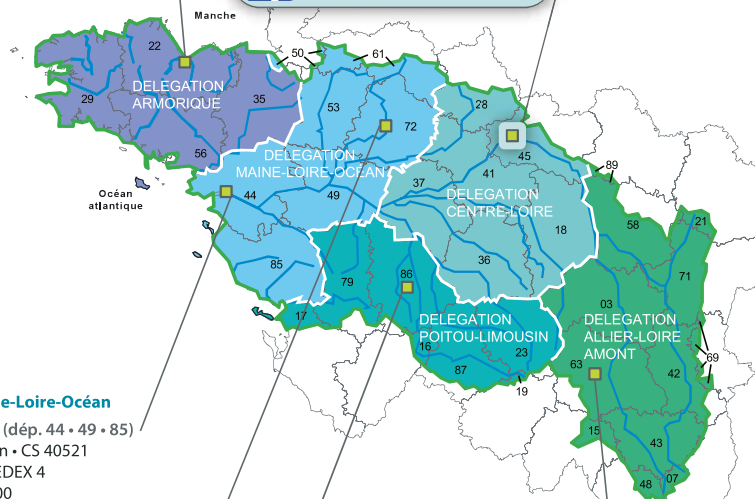 Manche
50
61
22
DELEGATION
ARMORIQUE
29
35
56
53
72
28
45
DELEGATION
MAINE-LOIRE-OCEAN
41
89
37
Océan
atlantique
44
49
DELEGATION
CENTRE-LOIRE
18
58
21
85
36
71
79
86
17
03
DELEGATION
POITOU-LIMOUSIN
DELEGATION
ALLIER-LOIRE
AMONT
16
23
69
63
87
42
19
e-Loire-Océan
(dép. 44 • 49 • 85)
n • CS 40521
EDEX 4
00
15
43
48
07